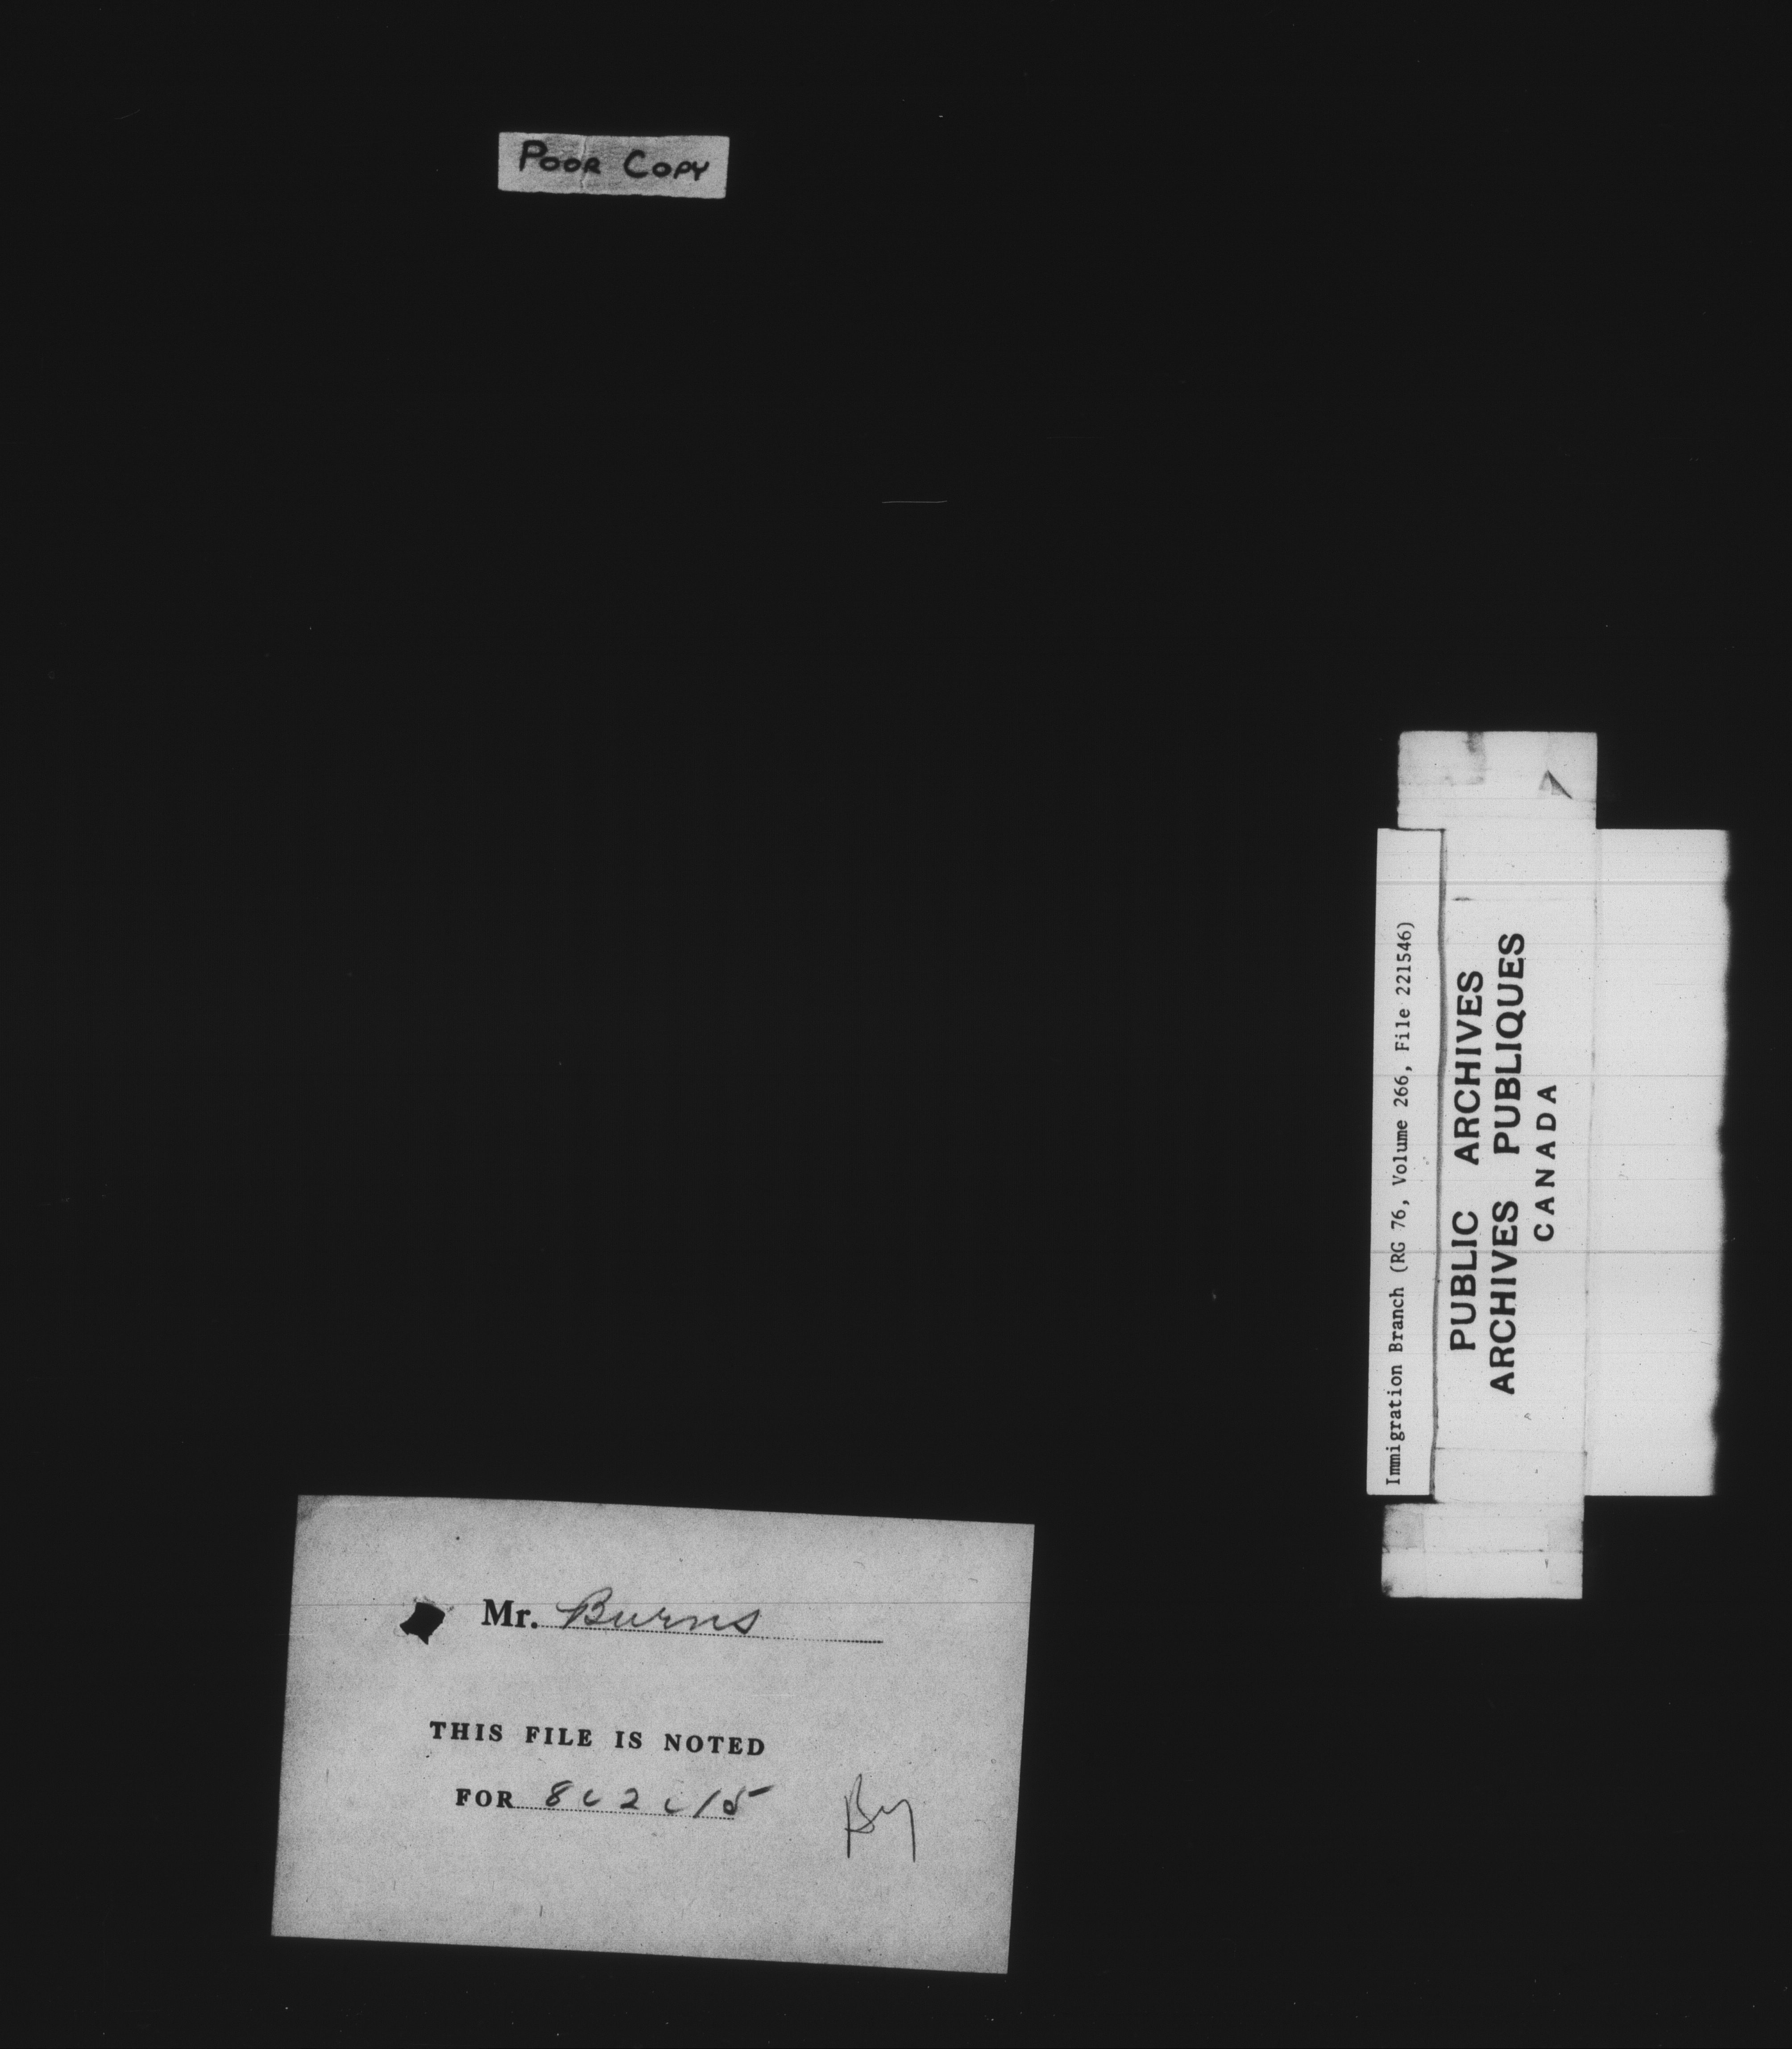 POOR COPY
Immigration Branch (RG 76, Volume 266, File 221546)
PUBLIC ARCHIVES
ARCHIVES PUBLIQUES
CANADA
Mr. Burns
THIS FILE IS NOTED
FOR